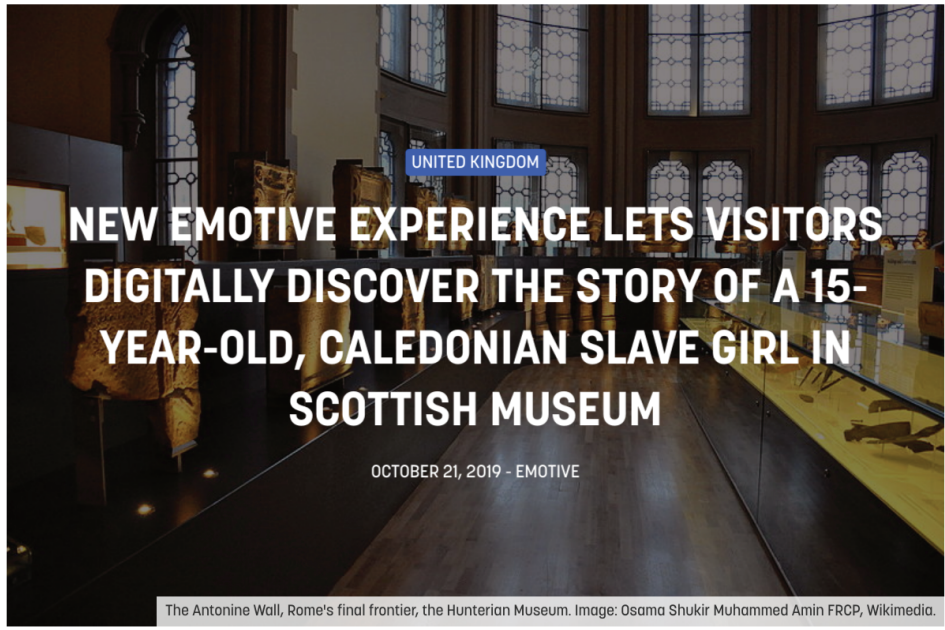 UNITED KINGDOM
NEW EMOTIVE EXPERIENCE LETS VISITORS
DIGITALLY DISCOVER THE STORY OF A 15-
YEAR-OLD, CALEDONIAN SLAVE GIRL IN
SCOTTISH MUSEUM
OCTOBER 21, 2019 - EMOTIVE
The Antonine Wall, Rome's final frontier, the Hunterian Museum. Image: Osama Shukir Muhammed Amin FRCP, Wikimedia.